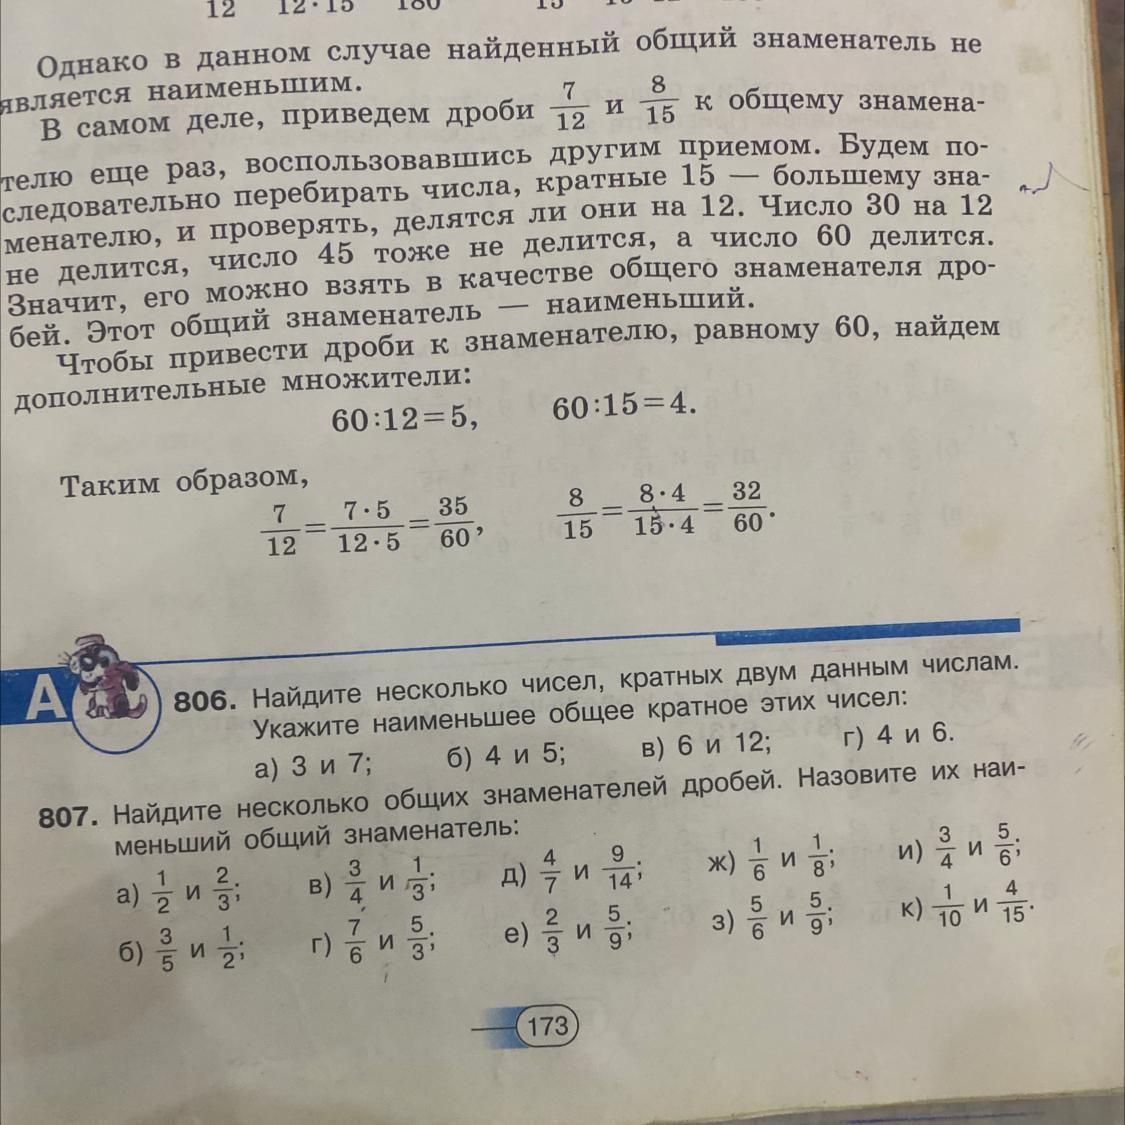 12 12·15 180 15
Однако в данном случае найденный общий знаменатель не
является наименьшим.
В самом деле, приведем дроби 7/12 и 8/15 к общему знамена-
телю еще раз, воспользовавшись другим приемом. Будем по-
следовательно перебирать числа, кратные 15 — большему зна-
менателю, и проверять, делятся ли они на 12. Число 30 на 12
не делится, число 45 тоже не делится, а число 60 делится.
Значит, его можно взять в качестве общего знаменателя дро-
бей. Этот общий знаменатель — наименьший.
Чтобы привести дроби к знаменателю, равному 60, найдем
дополнительные множители:
60:12=5, 60:15=4.
Таким образом,
7/12 = 7·5/12·5 = 35/60, 8/15 = 8·4/15·4 = 32/60.
А
806. Найдите несколько чисел, кратных двум данным числам.
Укажите наименьшее общее кратное этих чисел:
а) 3 и 7; б) 4 и 5; в) 6 и 12; г) 4 и 6.
807. Найдите несколько общих знаменателей дробей. Назовите их наи-
меньший общий знаменатель:
а) 1/2 и 2/3; в) 3/4 и 1/3; д) 4/7 и 9/14; ж) 1/6 и 1/8; и) 3/4 и 5/6;
б) 3/5 и 1/2; г) 7/6 и 5/3; е) 2/3 и 5/9; з) 5/6 и 5/9; к) 1/10 и 4/15.
173